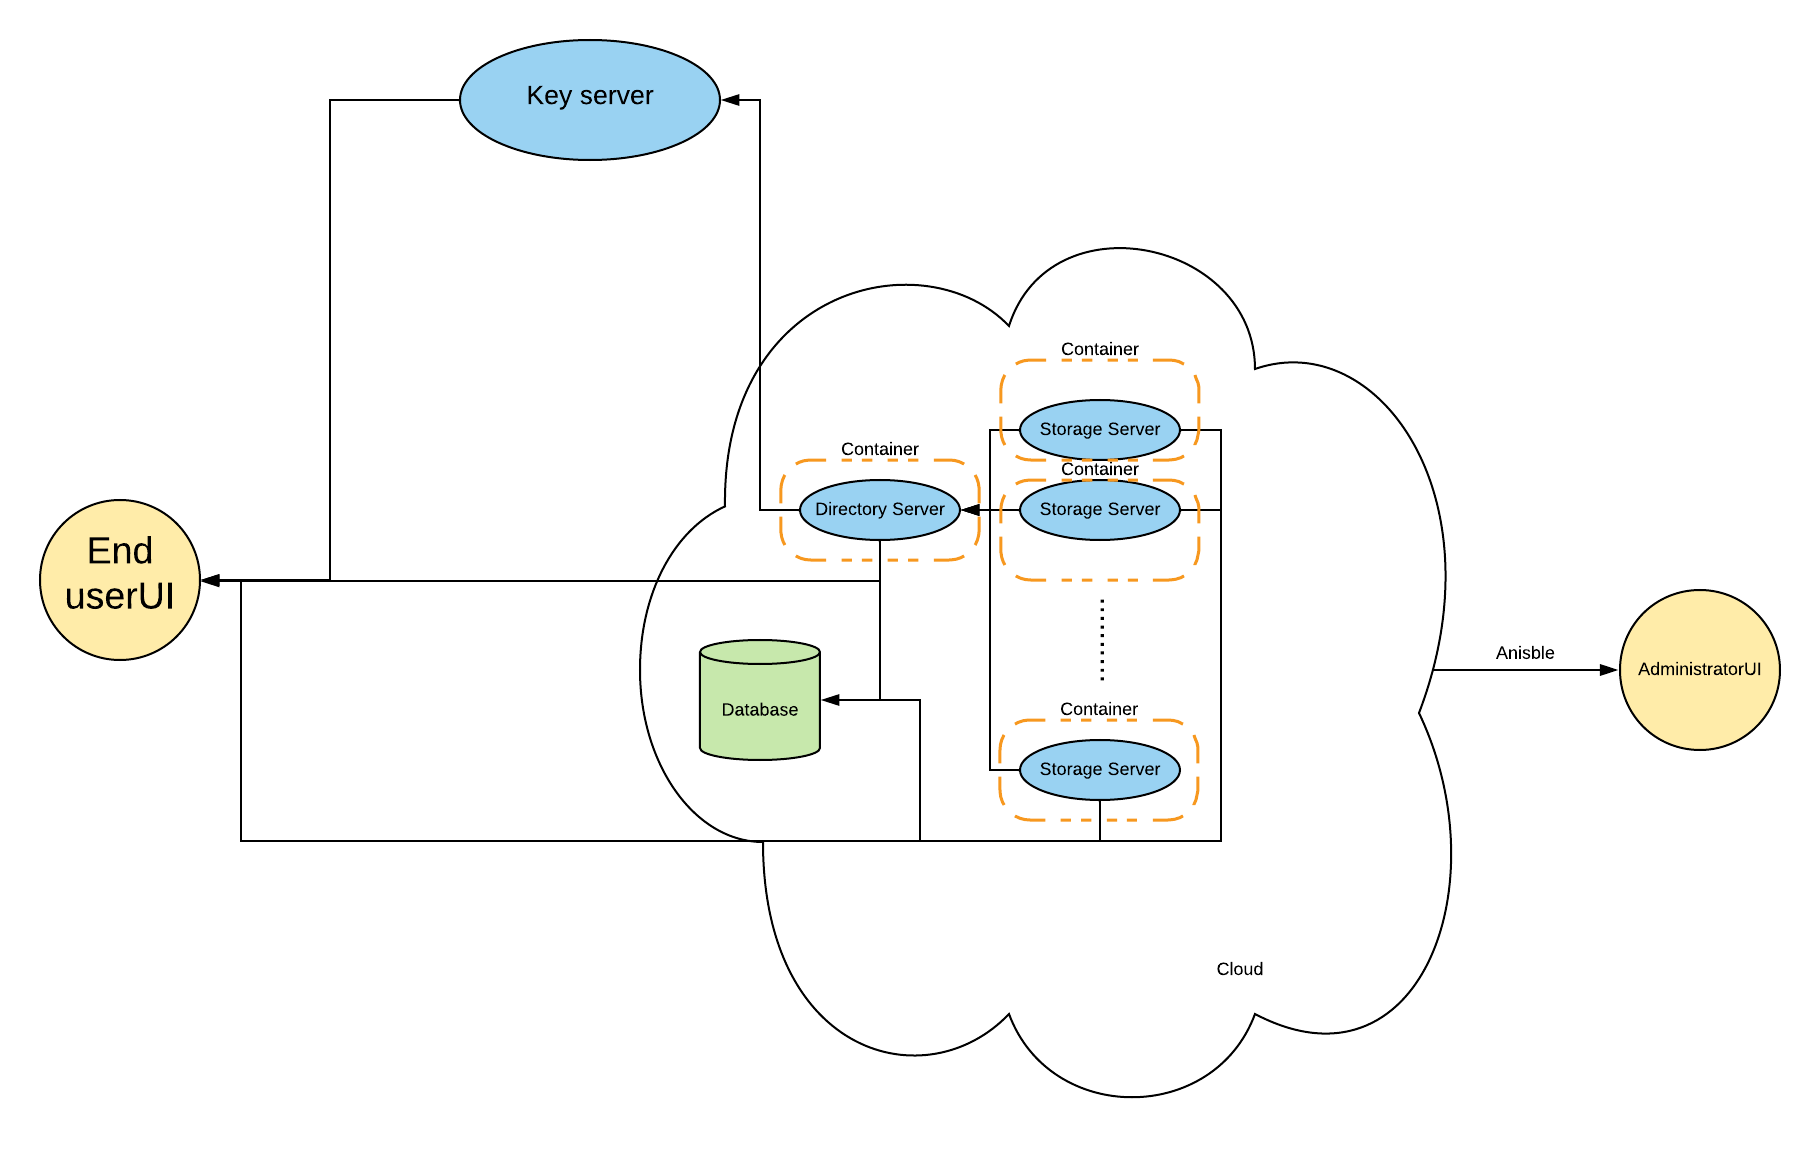 Key server
Container
Storage Server
Container
Container
Storage Server
Directory Server
End
userUI
Anisble
AdministratorUI
Container
Database
Storage Server
Cloud